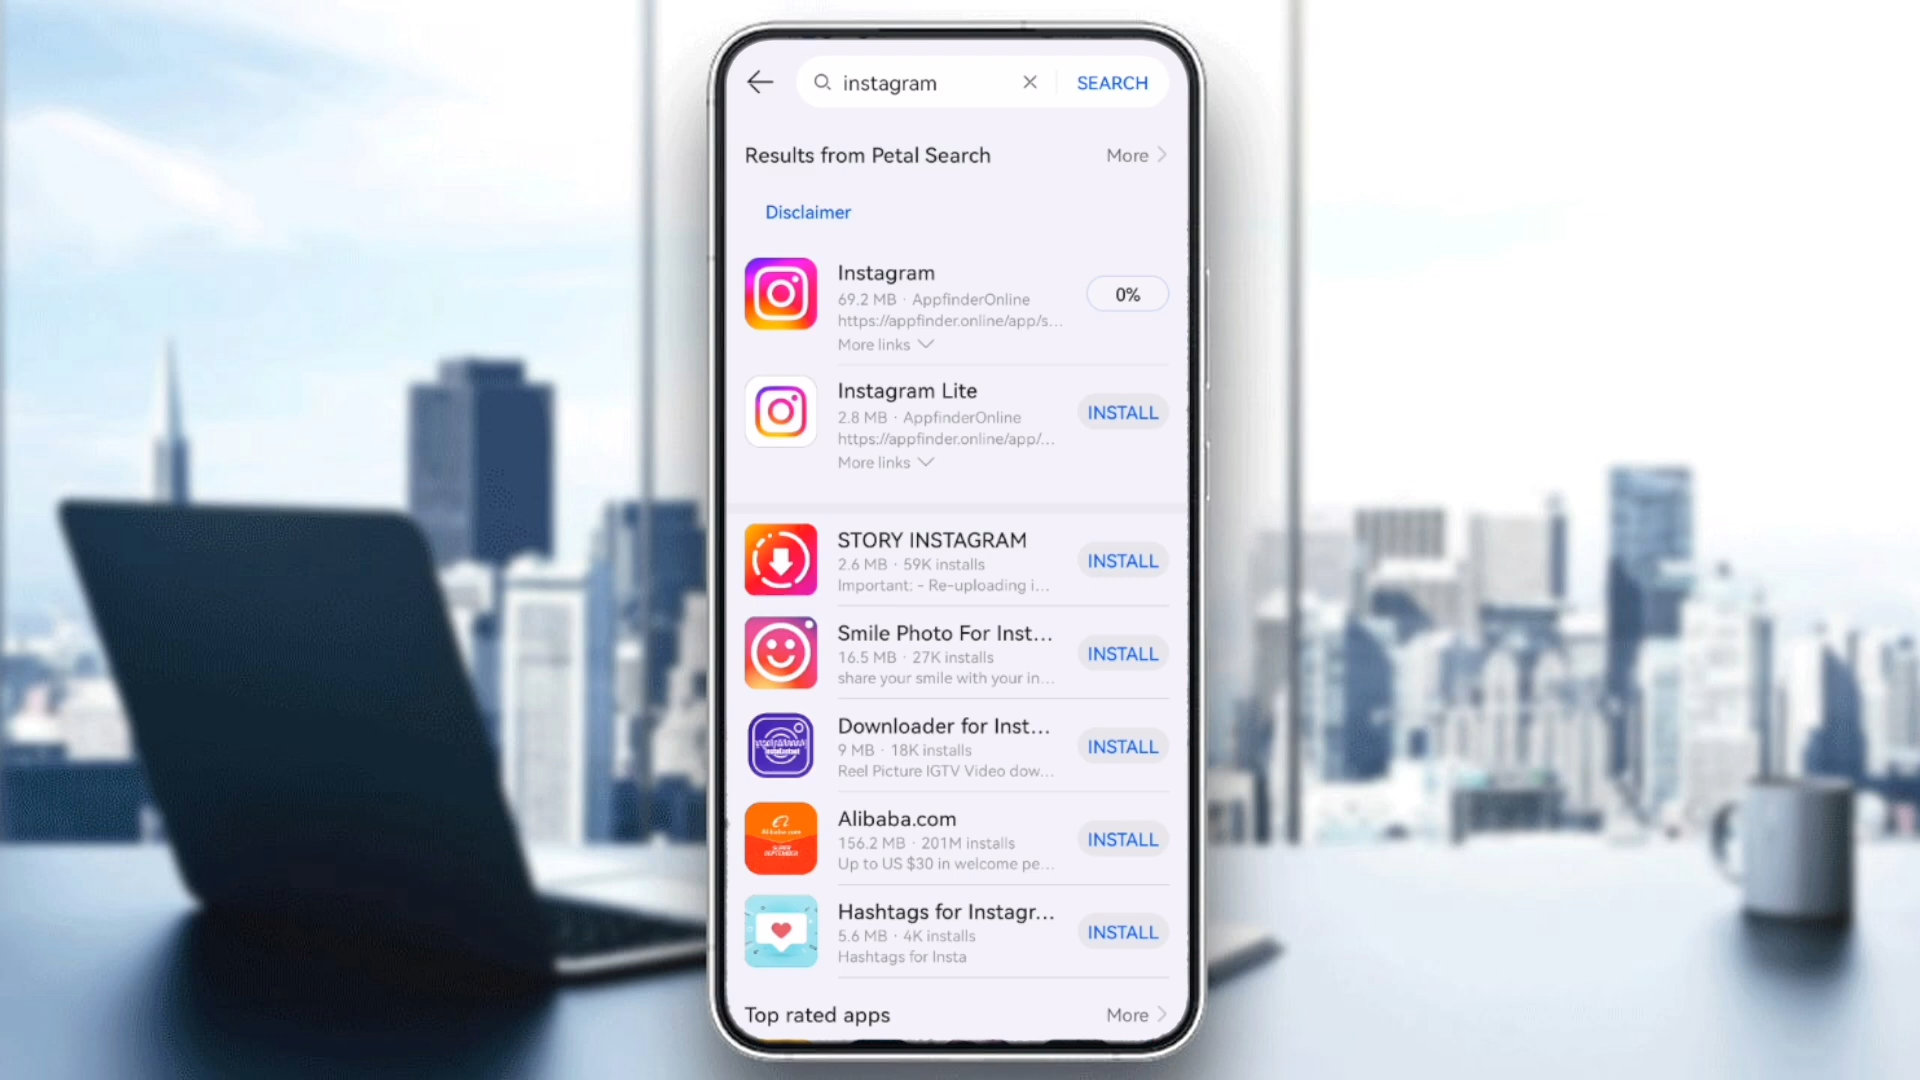 instagram
SEARCH
Results from Petal Search
More
Disclaimer
Instagram
69.2 MB · AppfinderOnline
https://appfinder.online/app/s...
More links
0%
Instagram Lite
2.8 MB · AppfinderOnline
https://appfinder.online/app/...
More links
INSTALL
STORY INSTAGRAM
2.6 MB · 59K installs
Important: - Re-uploading i...
INSTALL
Smile Photo For Inst...
16.5 MB · 27K installs
share your smile with your in...
INSTALL
Downloader for Inst...
9 MB · 18K installs
Reel Picture IGTV Video dow...
INSTALL
Alibaba.com
Alibaba.com
156.2 MB · 201M installs
Up to US $30 in welcome pe...
INSTALL
Hashtags for Instagr...
5.6 MB · 4K installs
Hashtags for Insta
INSTALL
Top rated apps
More